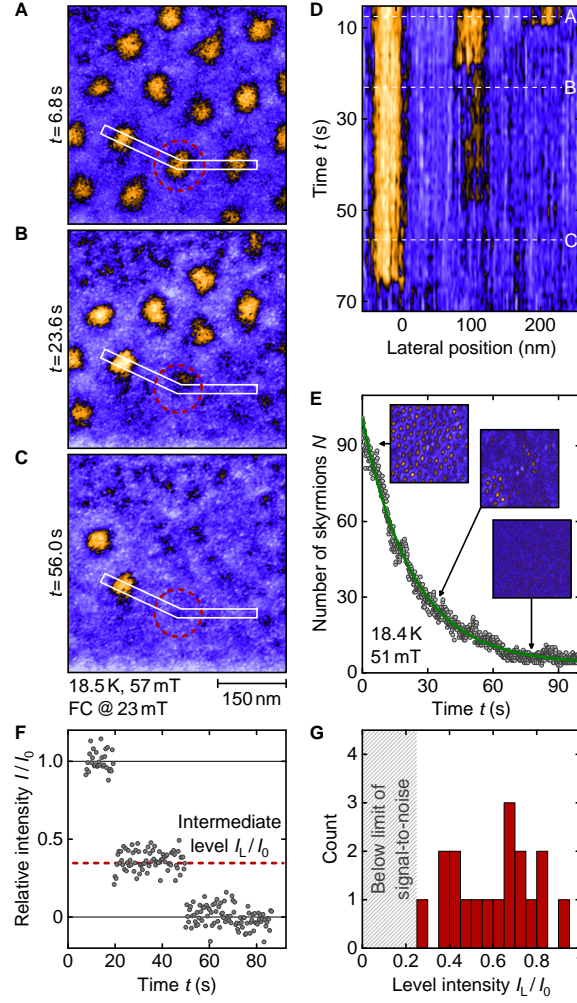 A
t = 6.8 s
B
t = 23.6 s
C
t = 56.0 s
18.5 K, 57 mT
FC @ 23 mT
150 nm
D
Time t (s)
10
30
50
70
A
B
C
0
100
200
Lateral position (nm)
E
Number of skyrmions N
90
60
30
0
18.4 K
51 mT
0
30
60
90
Time t (s)
F
Relative intensity I / I0
1.0
0.5
0
Intermediate
level IL / I0
0
20
40
60
80
Time t (s)
G
Count
4
3
2
1
0
Below limit of
signal-to-noise
0
0.2
0.4
0.6
0.8
1
Level intensity IL / I0